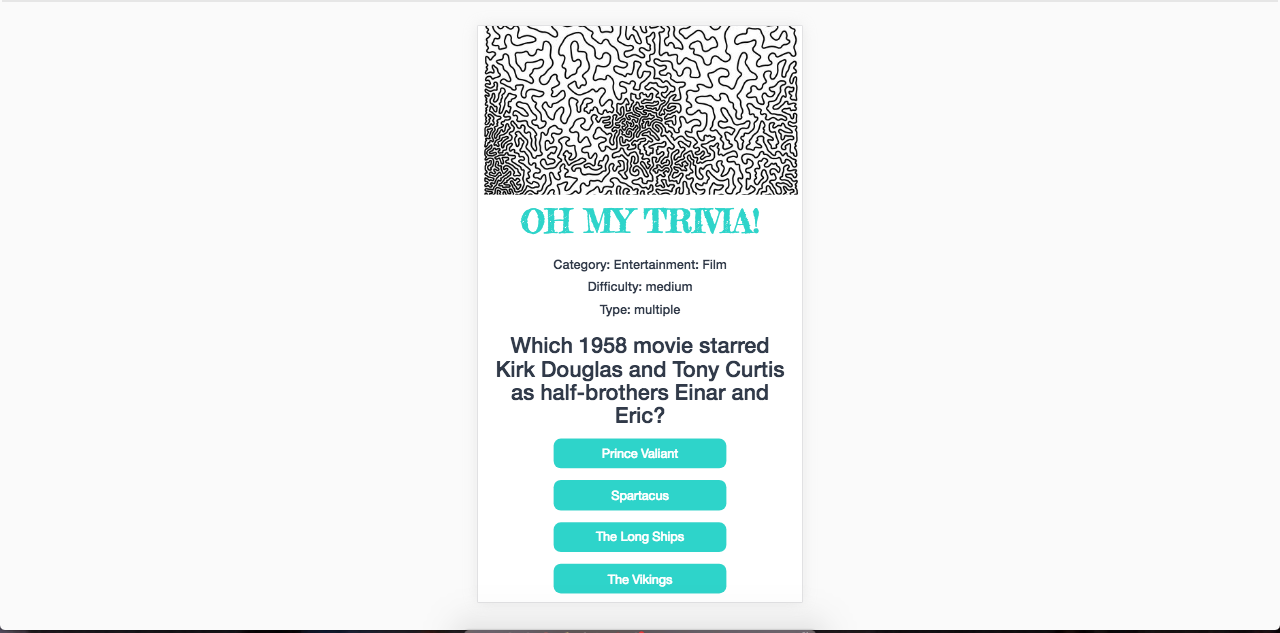 OH MY TRIVIA!
Category: Entertainment: Film
Difficulty: medium
Type: multiple
Which 1958 movie starred
Kirk Douglas and Tony Curtis
as half-brothers Einar and
Eric?
Prince Valiant
Spartacus
The Long Ships
The Vikings